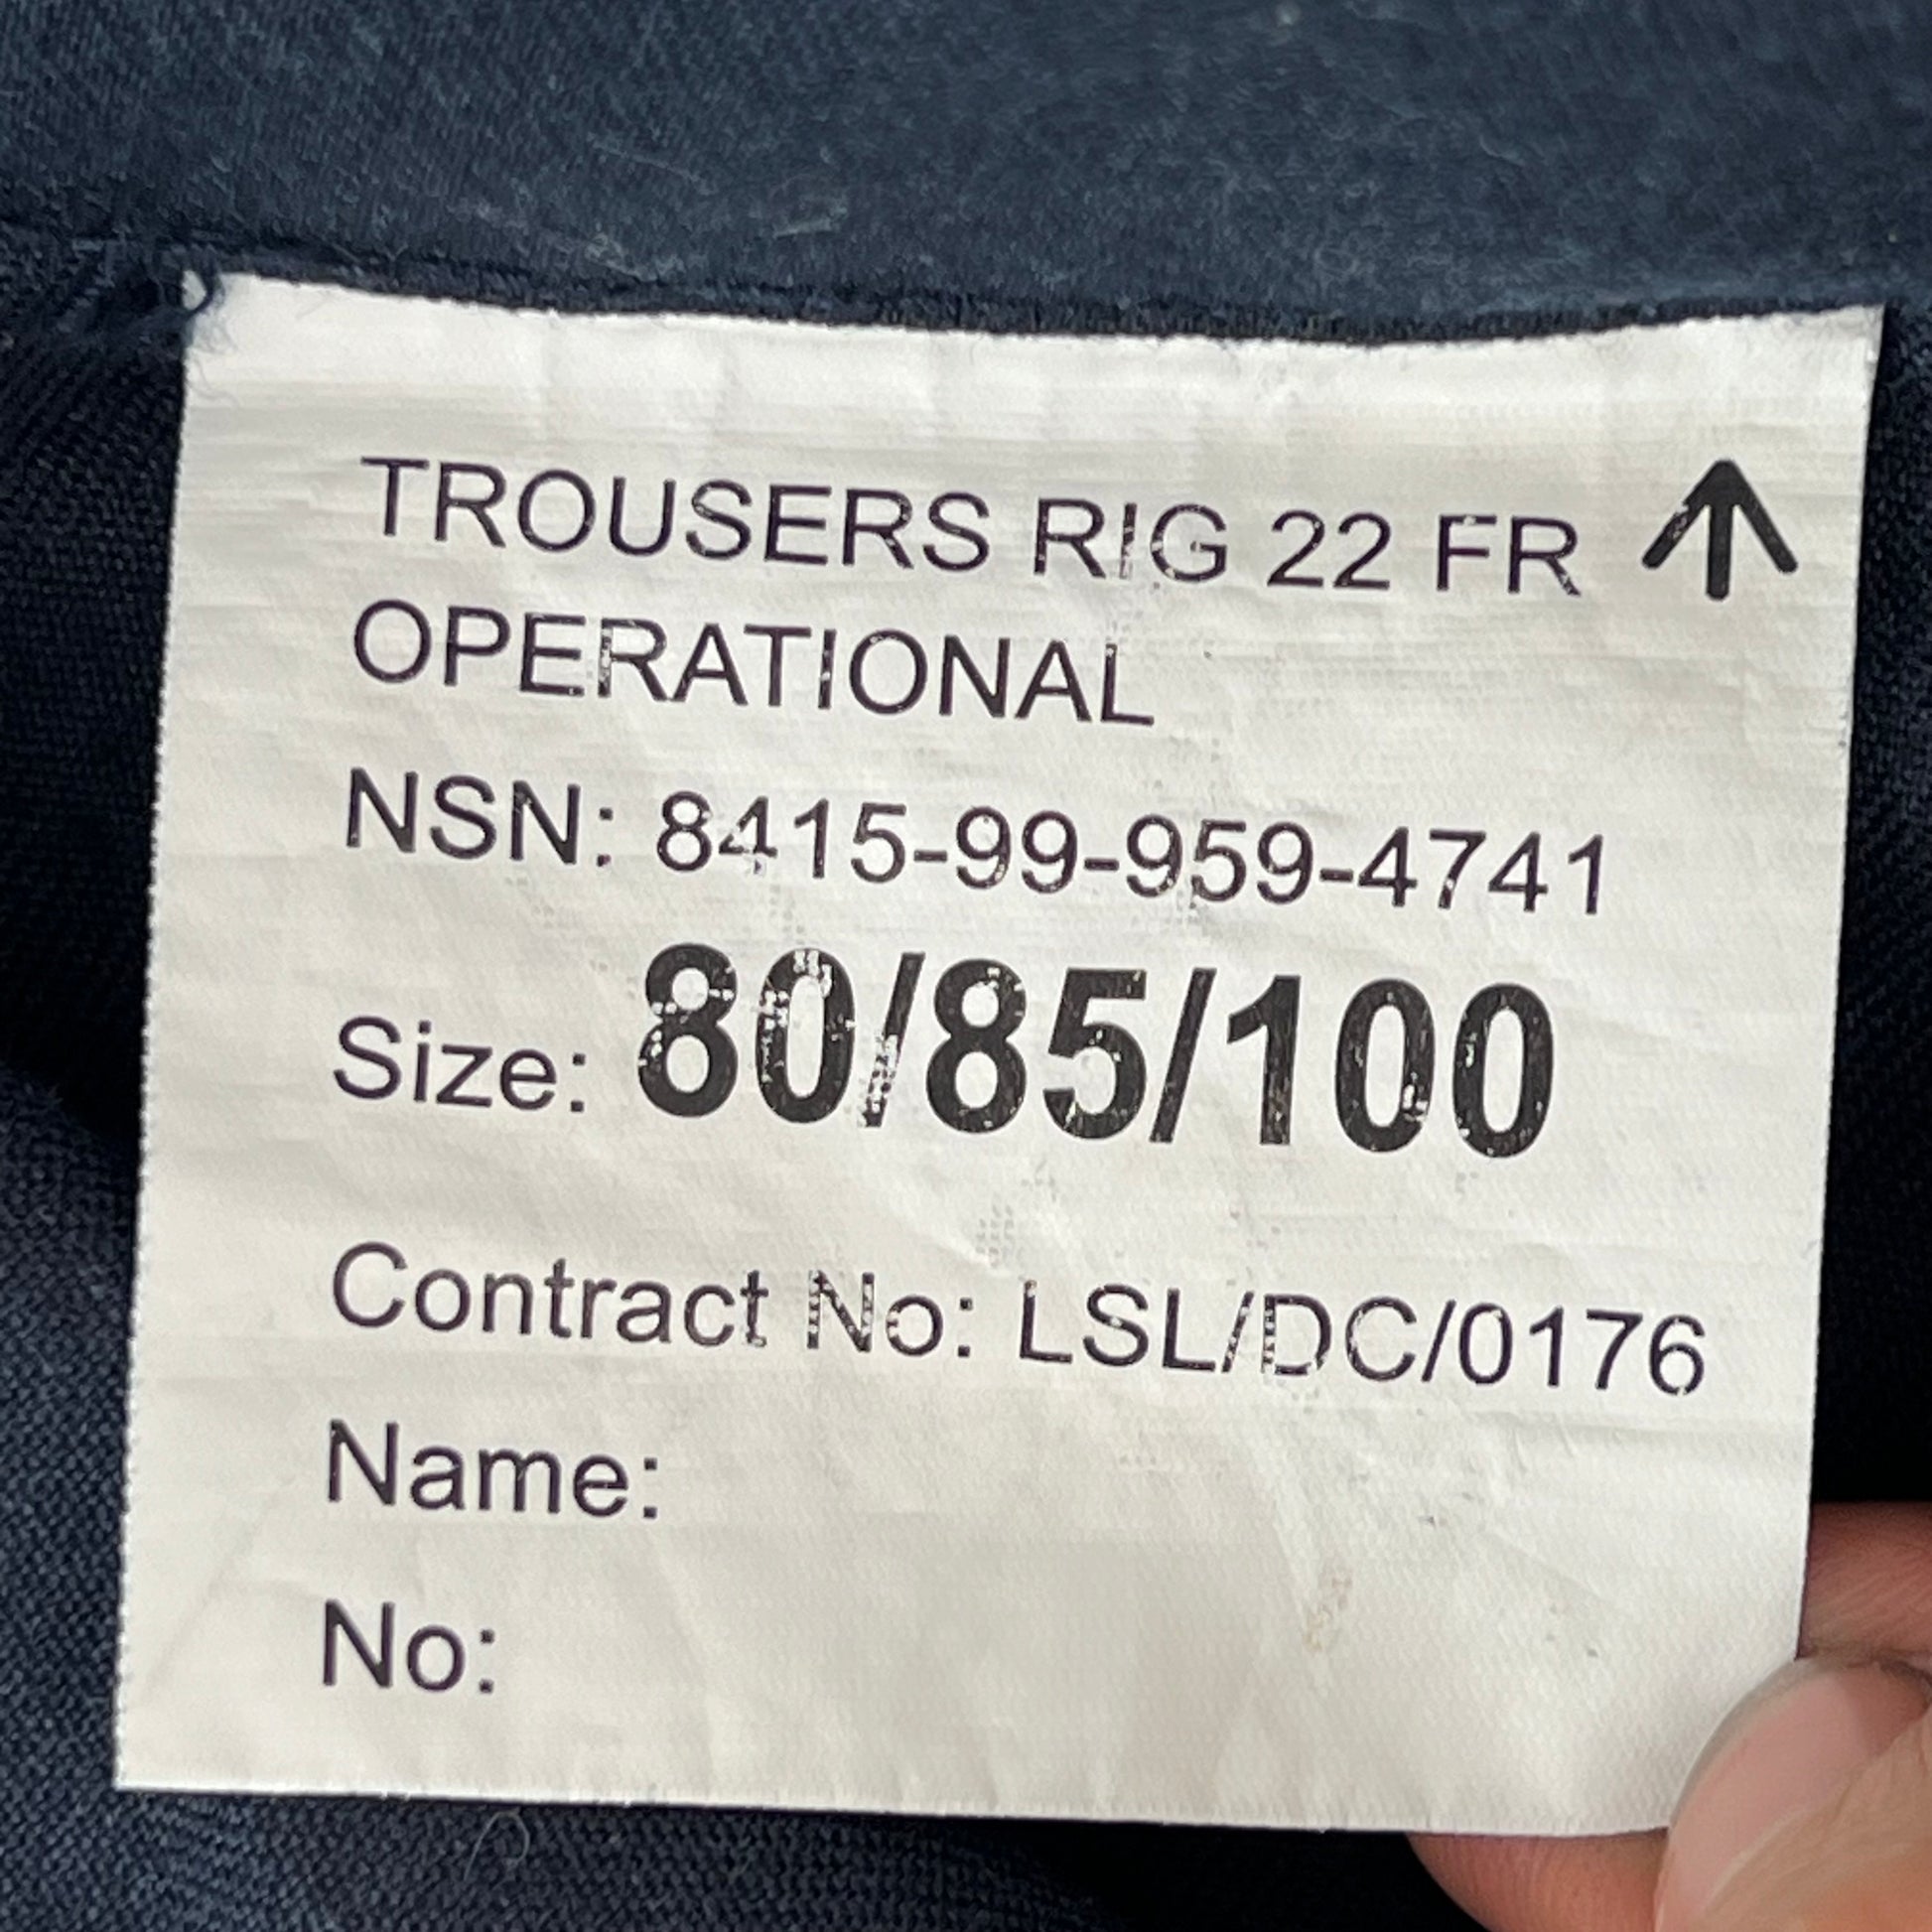 TROUSERS RIG 22 FR
OPERATIONAL
NSN: 8415-99-959-4741
Size: 80/85/100
Contract No: LSL/DC/0176
Name:
No: